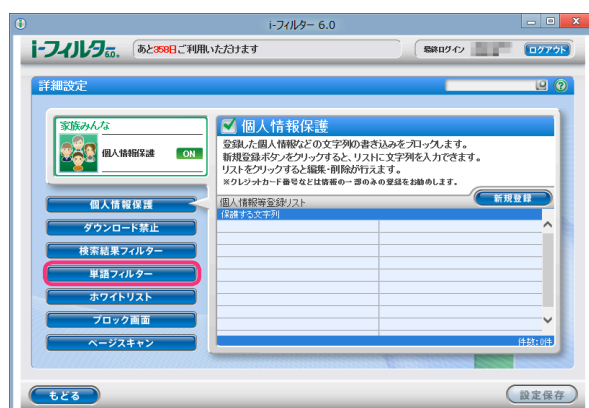 i-フィルター 6.0
i-フィルター 6.0
あと358日ご利用いただけます
最終ログイン
ログアウト
詳細設定
家族みんな
個人情報保護 ON
個人情報保護
登録した個人情報などの文字列の書き込みをブロックします。
新規登録ボタンをクリックすると、リストに文字列を入力できます。
リストをクリックすると編集・削除が行えます。
※クレジットカード番号などは情報の一部のみの登録をお勧めします。
個人情報等登録リスト
新規登録
保護する文字列
個人情報保護
ダウンロード禁止
検索結果フィルター
単語フィルター
ホワイトリスト
ブロック画面
ページスキャン
件数:0件
もどる
設定保存